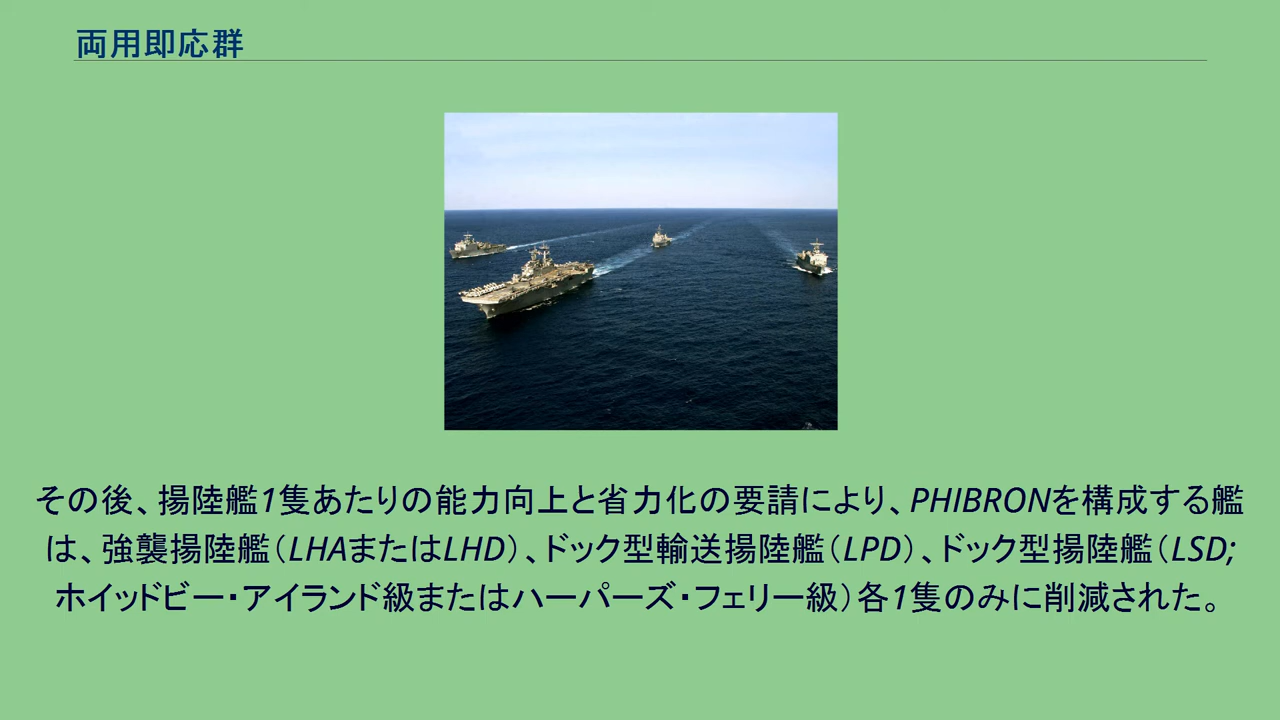 両用即応群
その後、揚陸艦1隻あたりの能力向上と省力化の要請により、PHIBRONを構成する艦
は、強襲揚陸艦（LHAまたはLHD）、ドック型輸送揚陸艦（LPD）、ドック型揚陸艦（LSD;
ホイッドビー・アイランド級またはハーパーズ・フェリー級）各1隻のみに削減された。